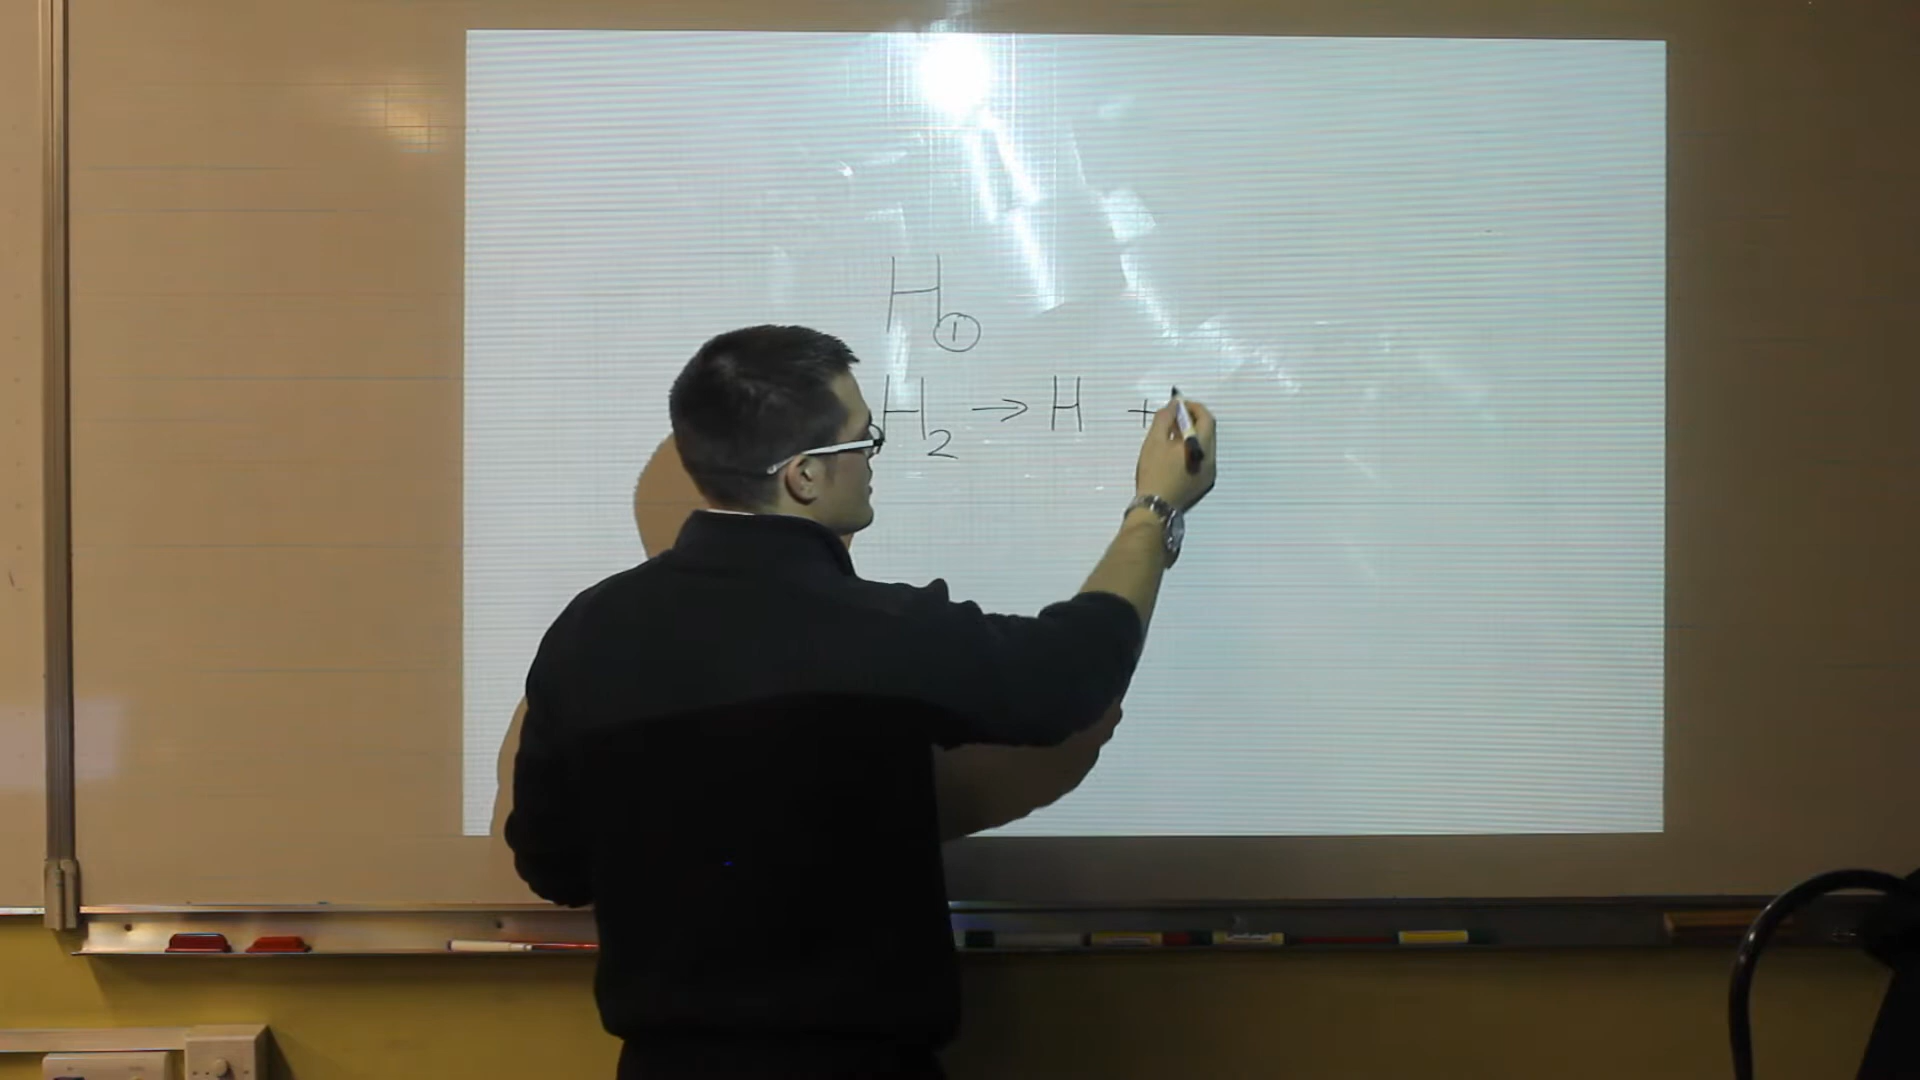 H①
H₂ → H +